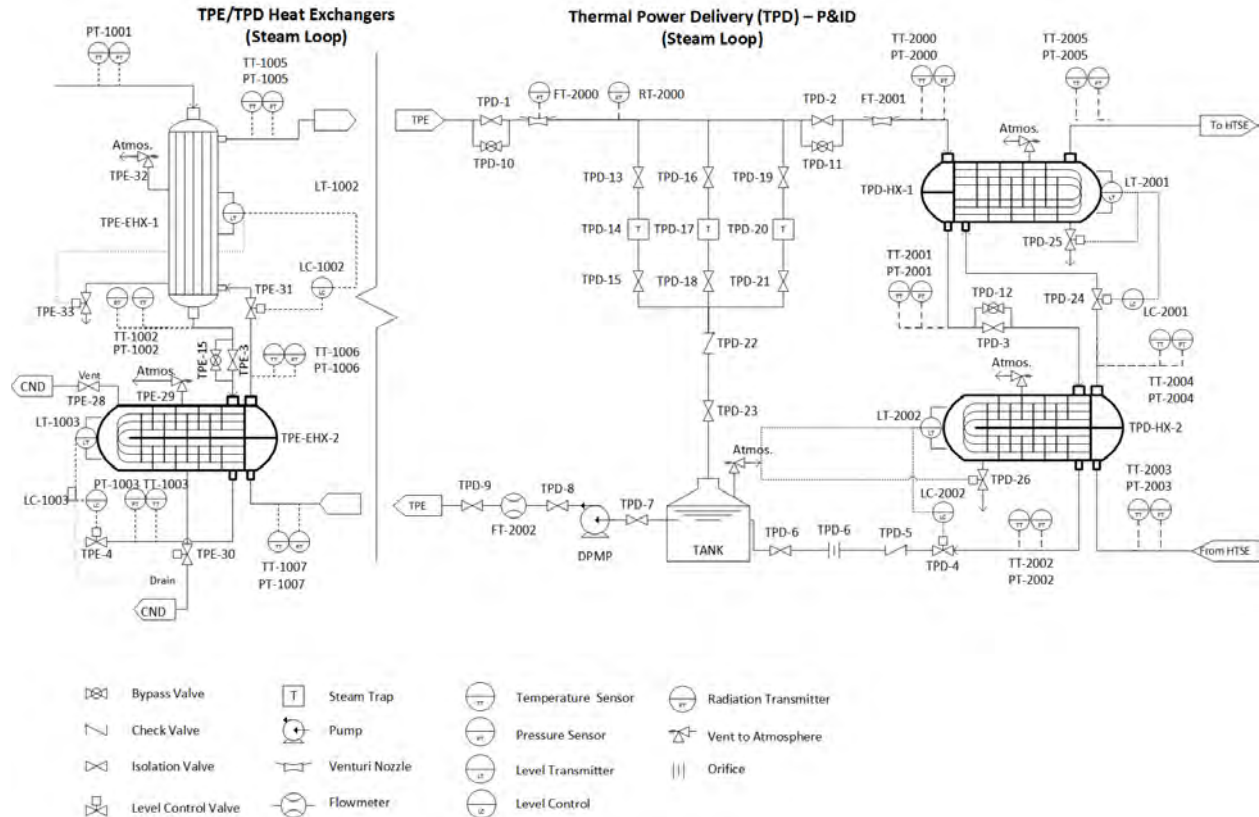 TPE/TPD Heat Exchangers
(Steam Loop)
Thermal Power Delivery (TPD) – P&ID
(Steam Loop)
PT-1001
TT-1005
PT-1005
Atmos.
TPE-32
LT-1002
TPE-EHX-1
LC-1002
TPE-31
TPE-33
TT-1002
PT-1002
TPE-15
TPE-3
TT-1006
PT-1006
CND
Vent
TPE-28
Atmos.
TPE-29
LT-1003
TPE-EHX-2
PT-1003 TT-1003
LC-1003
TPE-4
TPE-30
TT-1007
PT-1007
Drain
CND
TPE
TPD-1
FT-2000
RT-2000
TPD-2
FT-2001
TT-2000
PT-2000
TT-2005
PT-2005
To HTSE
TPD-10
TPD-11
Atmos.
TPD-13
TPD-16
TPD-19
TPD-HX-1
LT-2001
TPD-14
T
TPD-17
T
TPD-20
T
TPD-25
TPD-15
TPD-18
TPD-21
TT-2001
PT-2001
TPD-12
TPD-24
LC-2001
TPD-3
TPD-22
TT-2004
PT-2004
Atmos.
TPD-23
LT-2002
TPD-HX-2
Atmos.
TPD-26
TT-2003
PT-2003
TPE
TPD-9
TPD-8
TPD-7
LC-2002
FT-2002
DPMP
TANK
TPD-6
TPD-6
TPD-5
TPD-4
TT-2002
PT-2002
From HTSE
Bypass Valve
T
Steam Trap
TT
Temperature Sensor
Radiation Transmitter
Check Valve
Pump
PT
Pressure Sensor
Vent to Atmosphere
Isolation Valve
Venturi Nozzle
LT
Level Transmitter
Orifice
Level Control Valve
Flowmeter
LC
Level Control